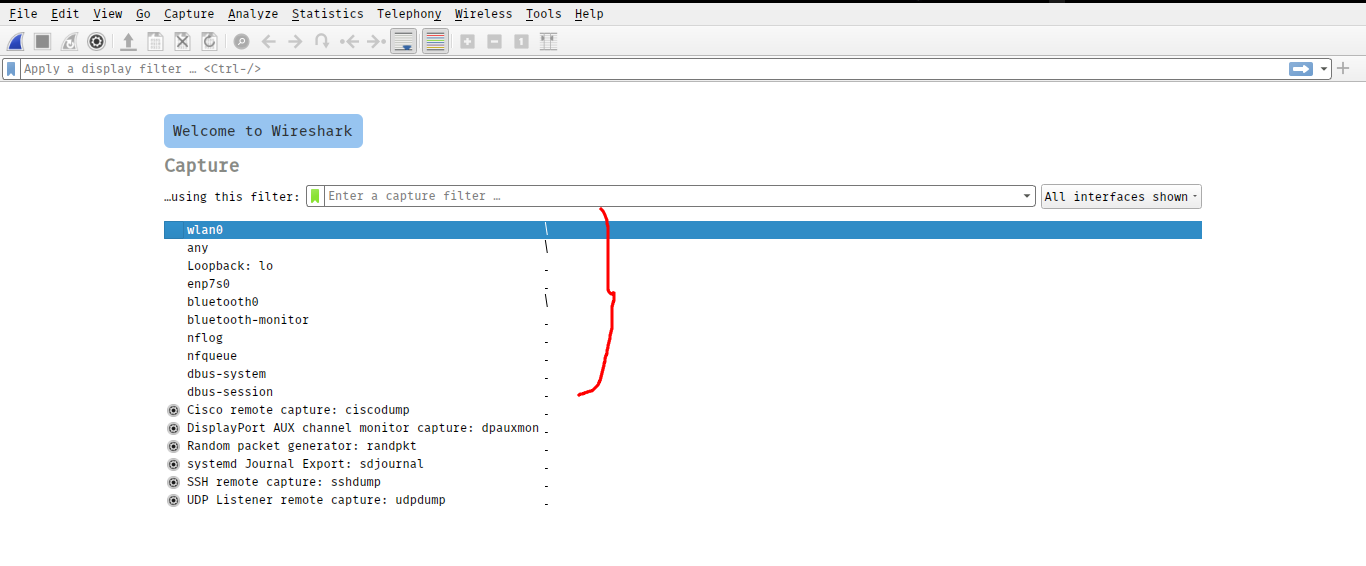 File Edit View Go Capture Analyze Statistics Telephony Wireless Tools Help
Apply a display filter … <Ctrl-/>
Welcome to Wireshark
Capture
…using this filter: Enter a capture filter … All interfaces shown
wlan0
any
Loopback: lo
enp7s0
bluetooth0
bluetooth-monitor
nflog
nfqueue
dbus-system
dbus-session
Cisco remote capture: ciscodump
DisplayPort AUX channel monitor capture: dpauxmon
Random packet generator: randpkt
systemd Journal Export: sdjournal
SSH remote capture: sshdump
UDP Listener remote capture: udpdump